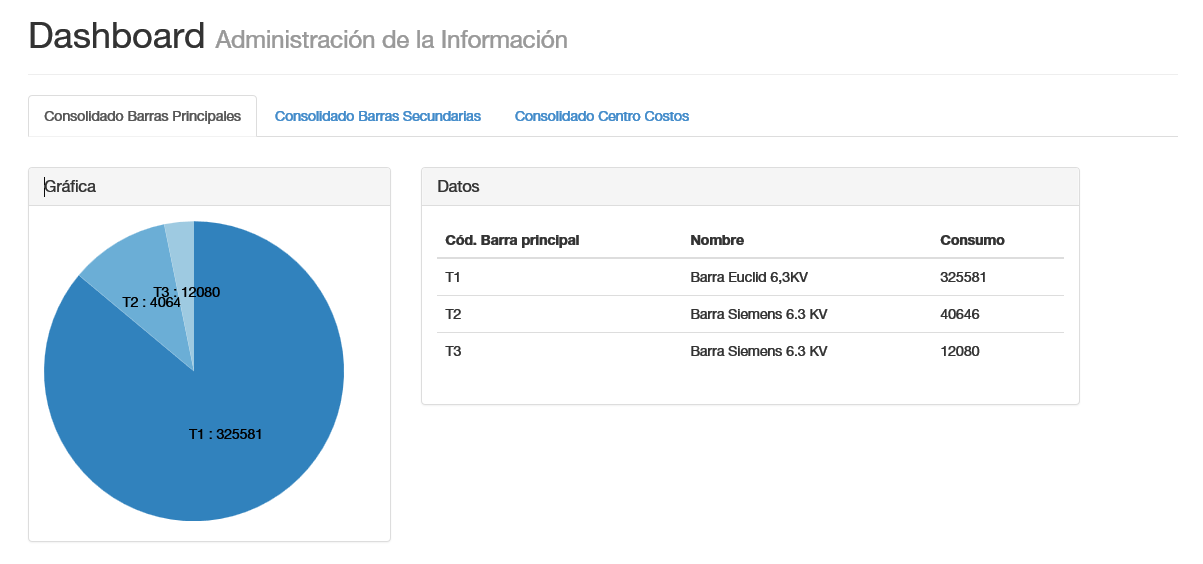 Dashboard Administración de la Información
Consolidado Barras Principales Consolidado Barras Secundarias Consolidado Centro Costos
Gráfica
T3 : 12080
T2 : 4064
T1 : 325581
Datos
Cód. Barra principal Nombre Consumo
T1 Barra Euclid 6,3KV 325581
T2 Barra Siemens 6.3 KV 40646
T3 Barra Siemens 6.3 KV 12080